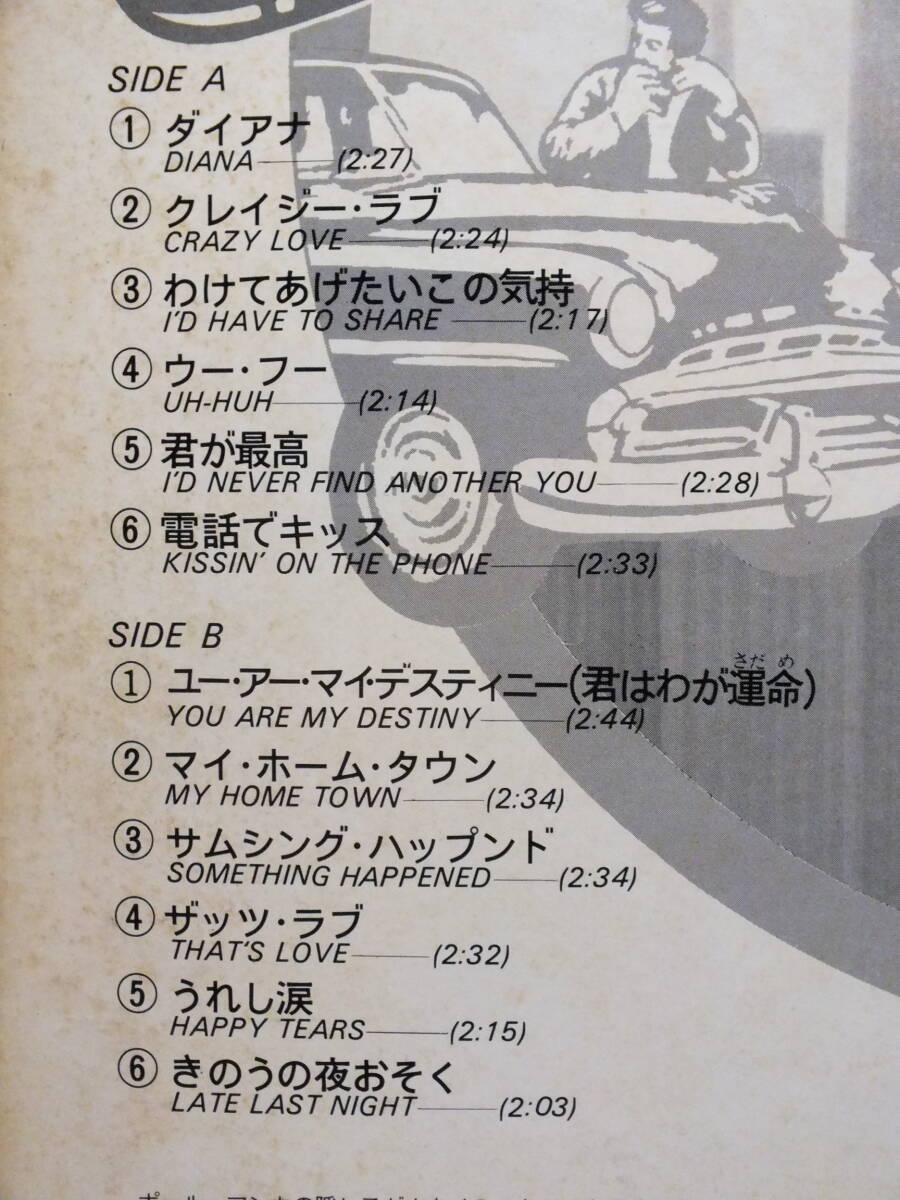 SIDE A
① ダイアナ
DIANA――(2:27)
② クレイジー・ラブ
CRAZY LOVE――(2:24)
③ わけてあげたいこの気持
I'D HAVE TO SHARE ――(2:17)
④ ウー・フー
UH-HUH――(2:14)
⑤ 君が最高
I'D NEVER FIND ANOTHER YOU――(2:28)
⑥ 電話でキッス
KISSIN' ON THE PHONE――(2:33)
SIDE B
さだめ
① ユー・アー・マイ・デスティニー(君はわが運命)
YOU ARE MY DESTINY――(2:44)
② マイ・ホーム・タウン
MY HOME TOWN――(2:34)
③ サムシング・ハップンド
SOMETHING HAPPENED――(2:34)
④ ザッツ・ラブ
THAT'S LOVE――(2:32)
⑤ うれし涙
HAPPY TEARS――(2:15)
⑥ きのうの夜おそく
LATE LAST NIGHT――(2:03)